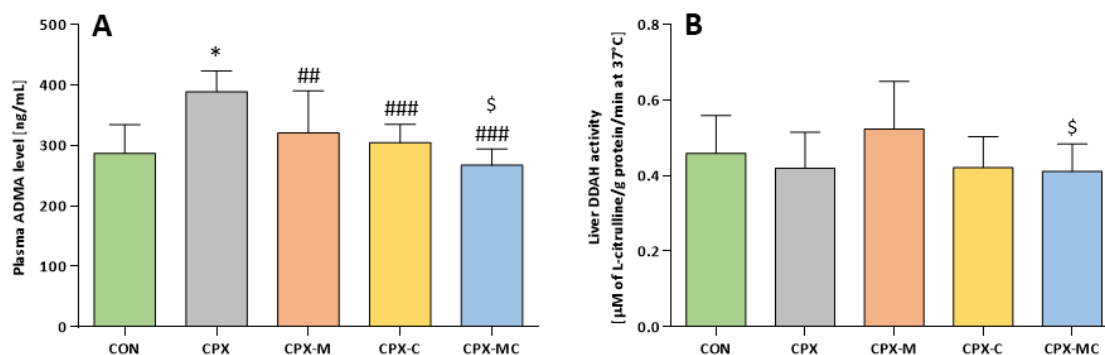 A
Plasma ADMA level [ng/mL]
500
400
300
200
100
0
*
##
###
$
###
CON
CPX
CPX-M
CPX-C
CPX-MC
B
Liver DDAH activity
[µM of L-citrulline/g protein/min at 37°C]
0.8
0.6
0.4
0.2
0.0
$
CON
CPX
CPX-M
CPX-C
CPX-MC